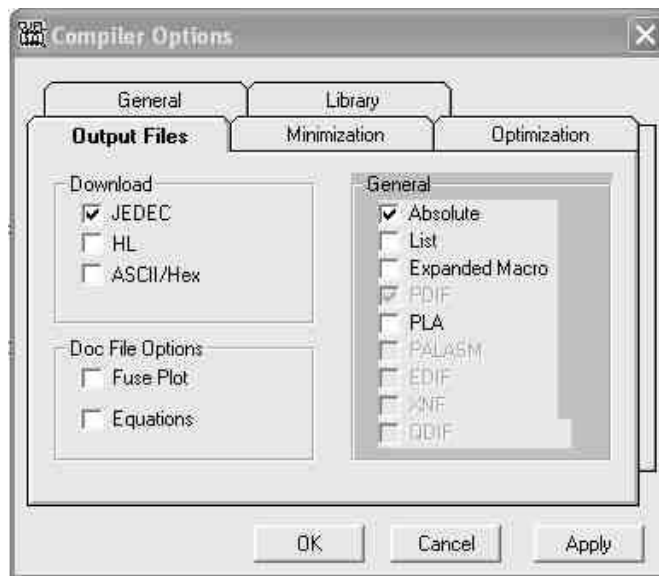 Compiler Options
General
Library
Output Files
Minimization
Optimization
Download
JEDEC
HL
ASCII/Hex
Doc File Options
Fuse Plot
Equations
General
Absolute
List
Expanded Macro
PDIF
PLA
PALASM
EDIF
XNF
QDIF
OK
Cancel
Apply